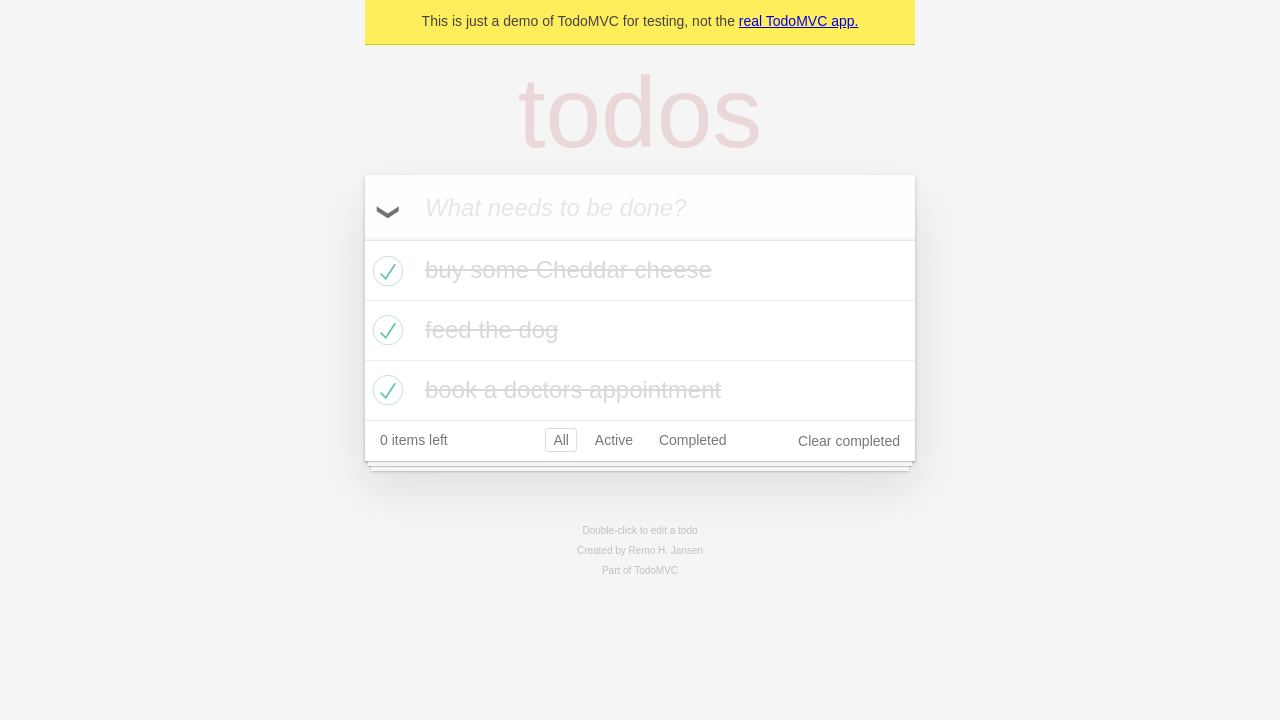 This is just a demo of TodoMVC for testing, not the real TodoMVC app.
todos
What needs to be done?
buy some Cheddar cheese
feed the dog
book a doctors appointment
0 items left All Active Completed Clear completed
Double-click to edit a todo
Created by Remo H. Jansen
Part of TodoMVC